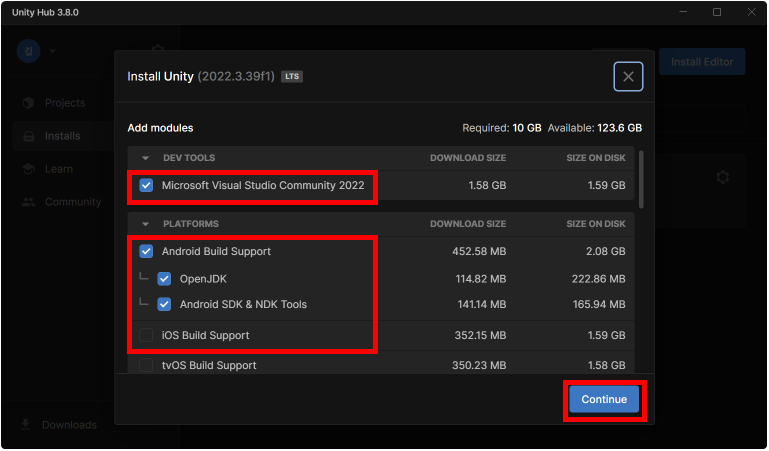 Unity Hub 3.8.0
김
Install Editor
Projects
Installs
Learn
Community
Downloads
Install Unity (2022.3.39f1) LTS
Add modules Required: 10 GB Available: 123.6 GB
DEV TOOLS DOWNLOAD SIZE SIZE ON DISK
Microsoft Visual Studio Community 2022 1.58 GB 1.59 GB
PLATFORMS DOWNLOAD SIZE SIZE ON DISK
Android Build Support 452.58 MB 2.08 GB
OpenJDK 114.82 MB 222.86 MB
Android SDK & NDK Tools 141.14 MB 165.94 MB
iOS Build Support 352.15 MB 1.59 GB
tvOS Build Support 350.23 MB 1.58 GB
Continue